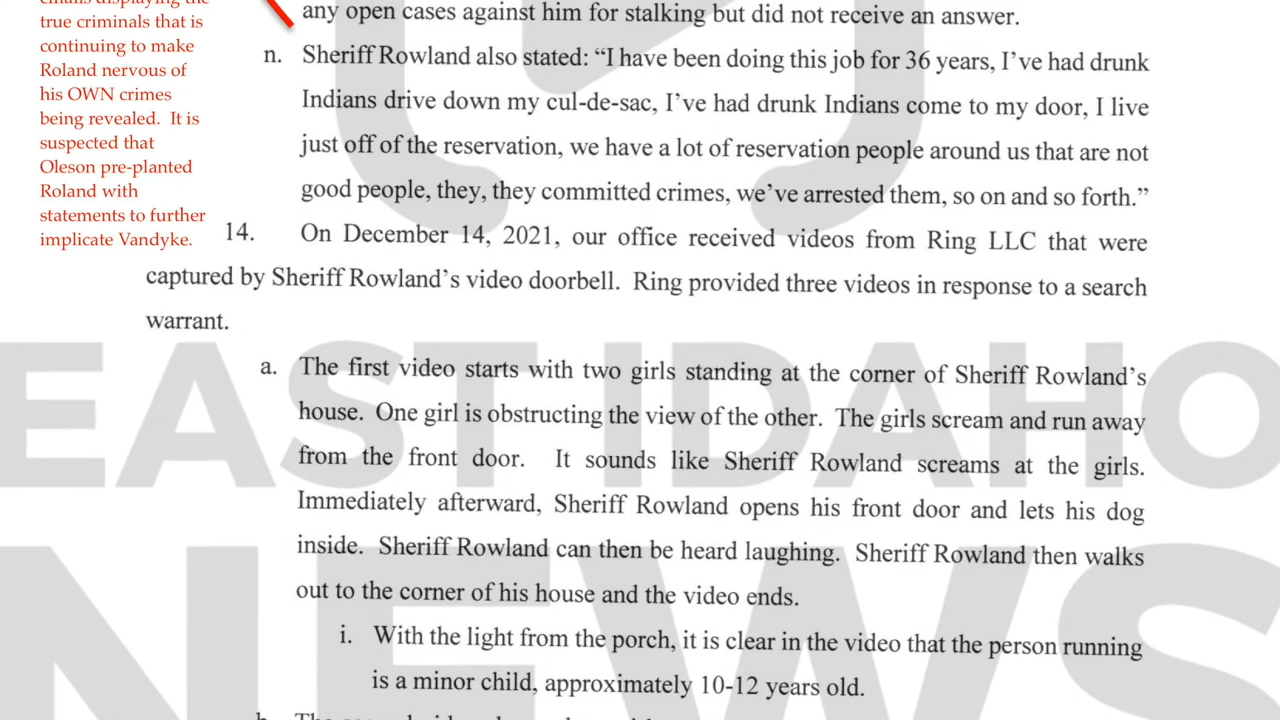 emails displaying the
true criminals that is
continuing to make
Roland nervous of
his OWN crimes
being revealed. It is
suspected that
Oleson pre-planted
Roland with
statements to further
implicate Vandyke.
any open cases against him for stalking but did not receive an answer.
n. Sheriff Rowland also stated: “I have been doing this job for 36 years, I’ve had drunk
Indians drive down my cul-de-sac, I’ve had drunk Indians come to my door, I live
just off of the reservation, we have a lot of reservation people around us that are not
good people, they, they committed crimes, we’ve arrested them, so on and so forth.”
14. On December 14, 2021, our office received videos from Ring LLC that were
captured by Sheriff Rowland’s video doorbell. Ring provided three videos in response to a search
warrant.
a. The first video starts with two girls standing at the corner of Sheriff Rowland’s
house. One girl is obstructing the view of the other. The girls scream and run away
from the front door. It sounds like Sheriff Rowland screams at the girls.
Immediately afterward, Sheriff Rowland opens his front door and lets his dog
inside. Sheriff Rowland can then be heard laughing. Sheriff Rowland then walks
out to the corner of his house and the video ends.
i. With the light from the porch, it is clear in the video that the person running
is a minor child, approximately 10-12 years old.
EAST IDAHO
NEWS